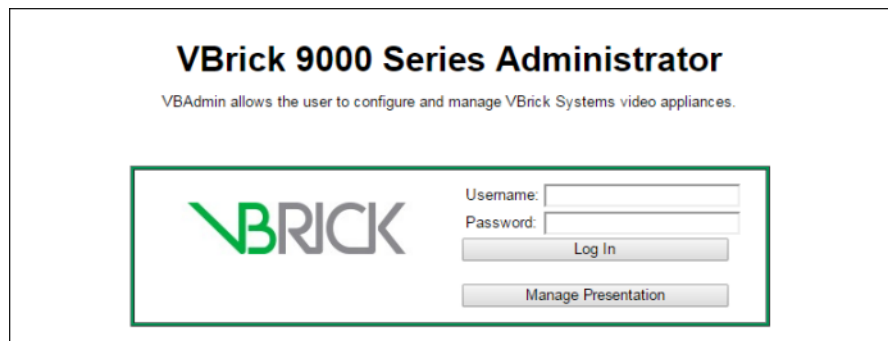 VBrick 9000 Series Administrator
VBAdmin allows the user to configure and manage VBrick Systems video appliances.
VBRICK
Username:
Password:
Log In
Manage Presentation